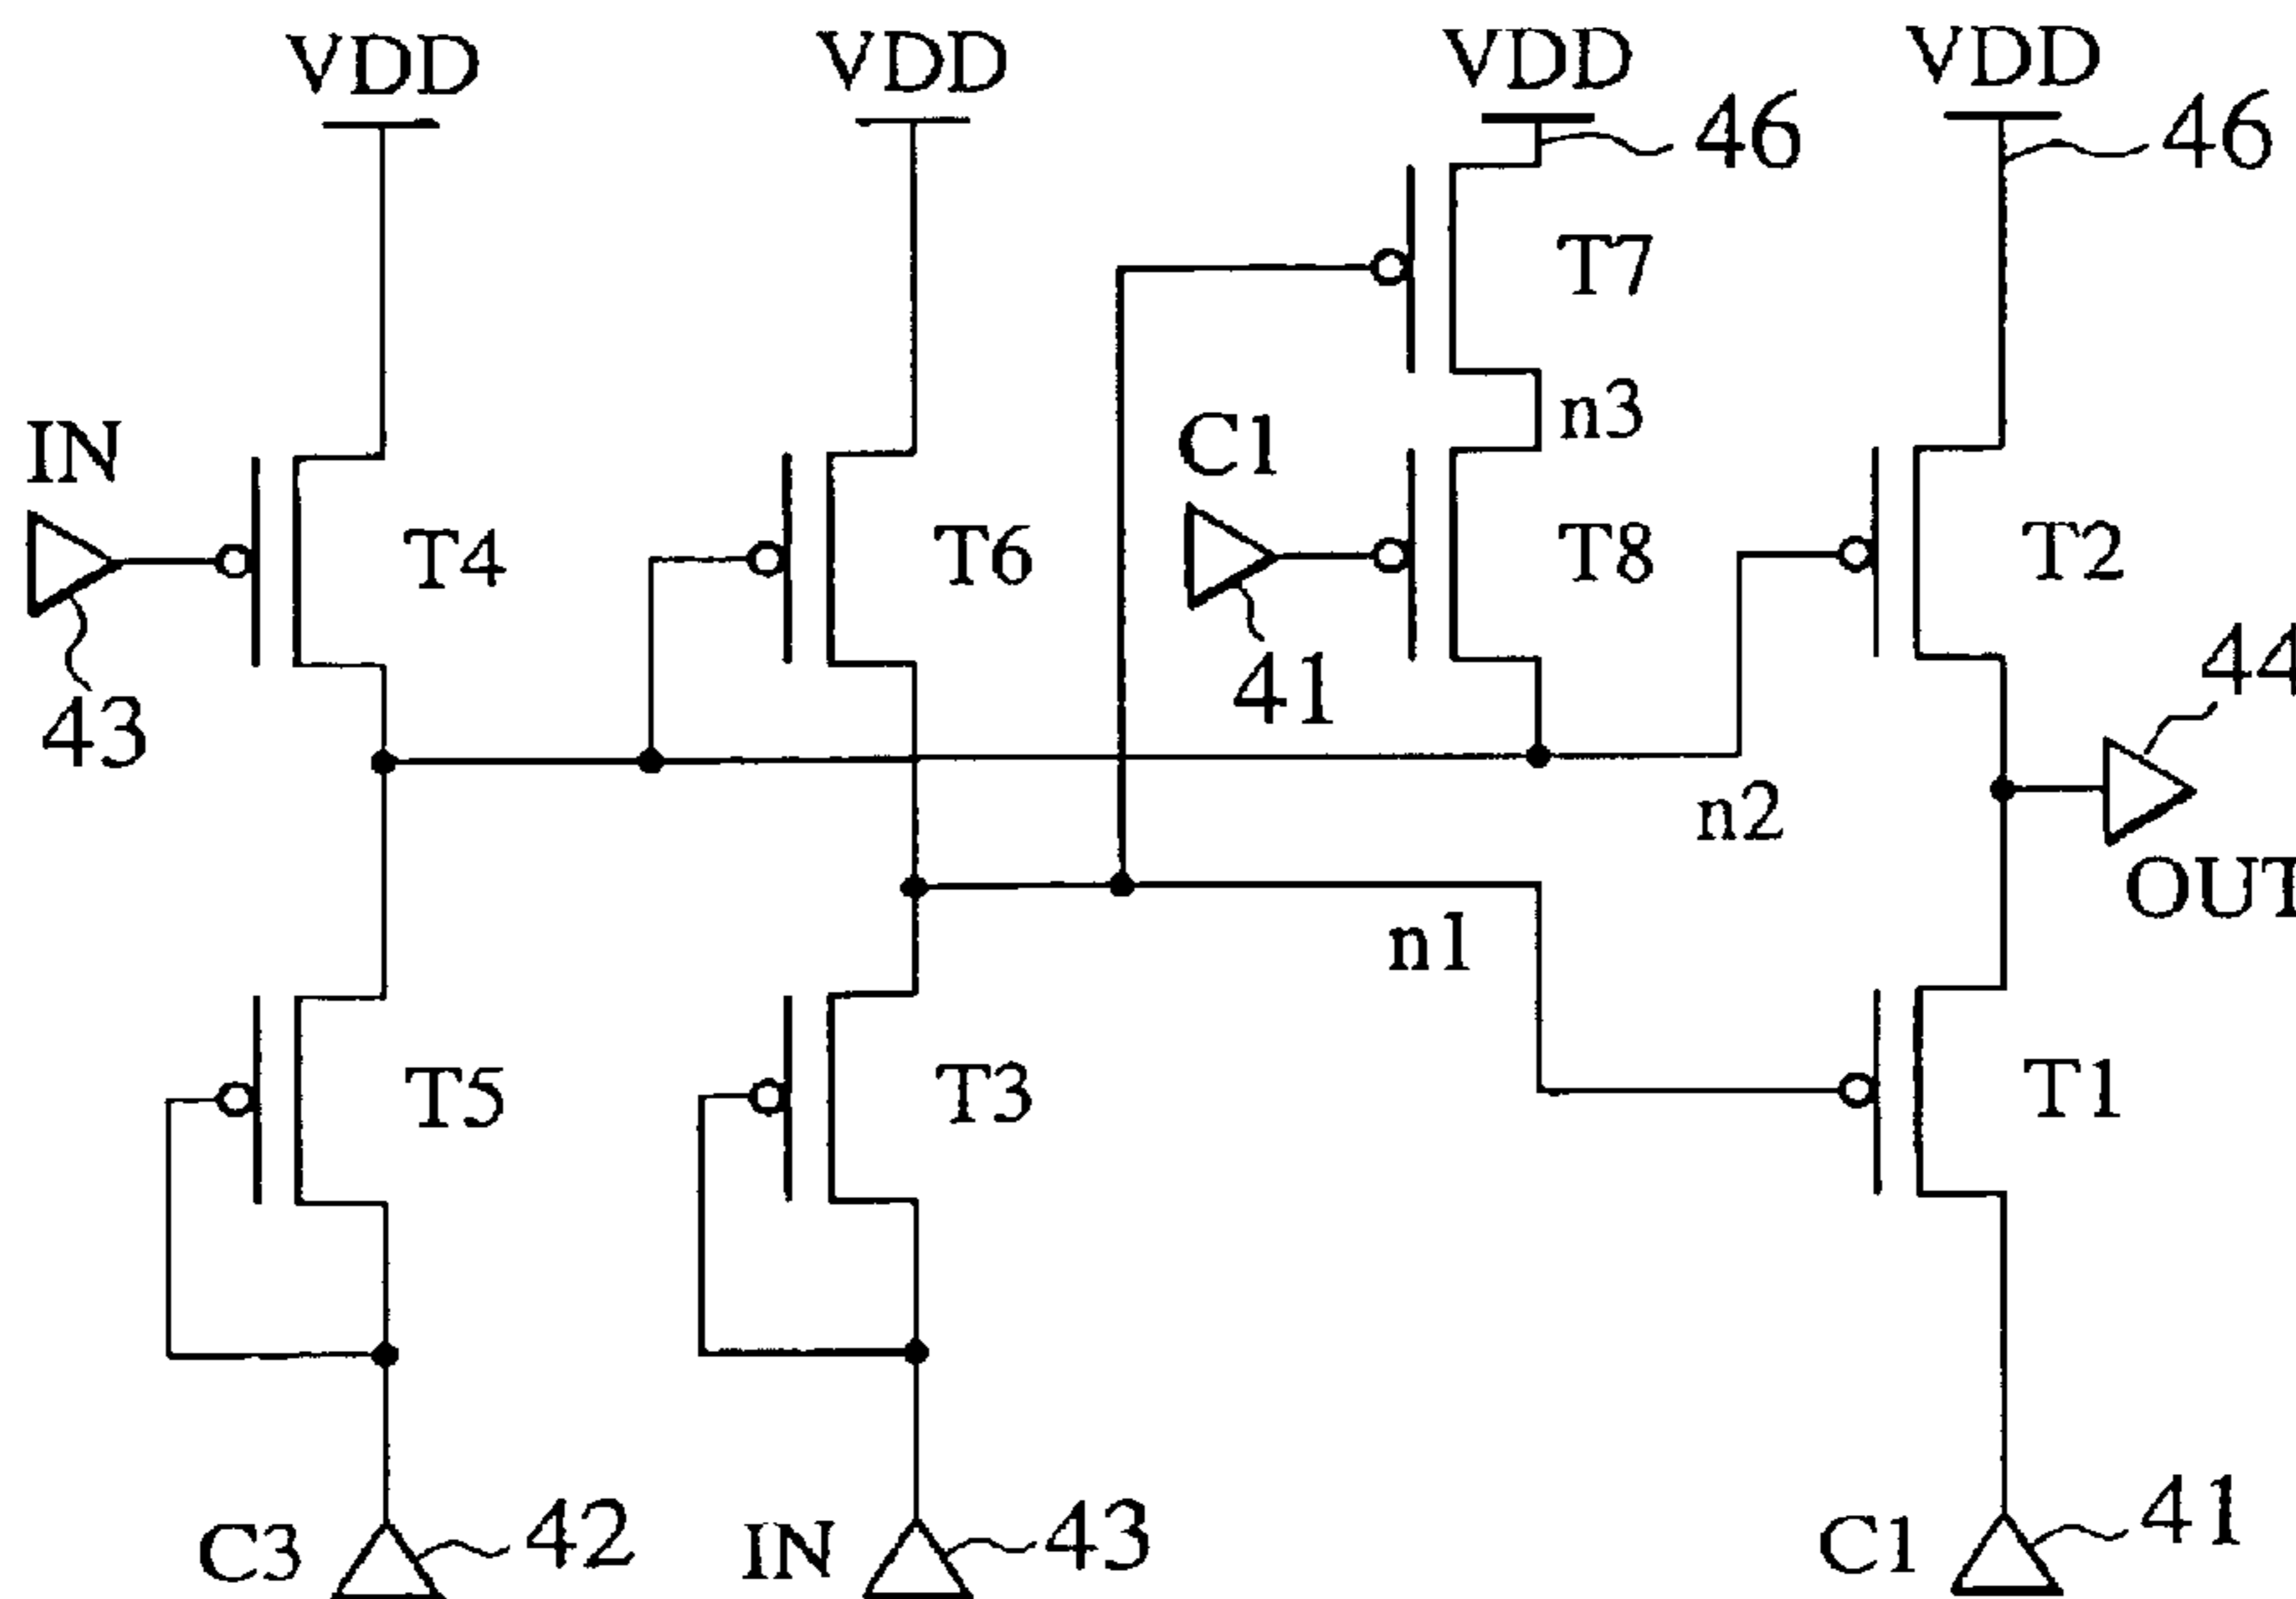 VDD VDD VDD VDD
46 46
T7
IN C1 n3
T4 T6 T8 T2
43 41 44
n2
OUT
n1
T5 T3 T1
C3 42 IN 43 C1 41